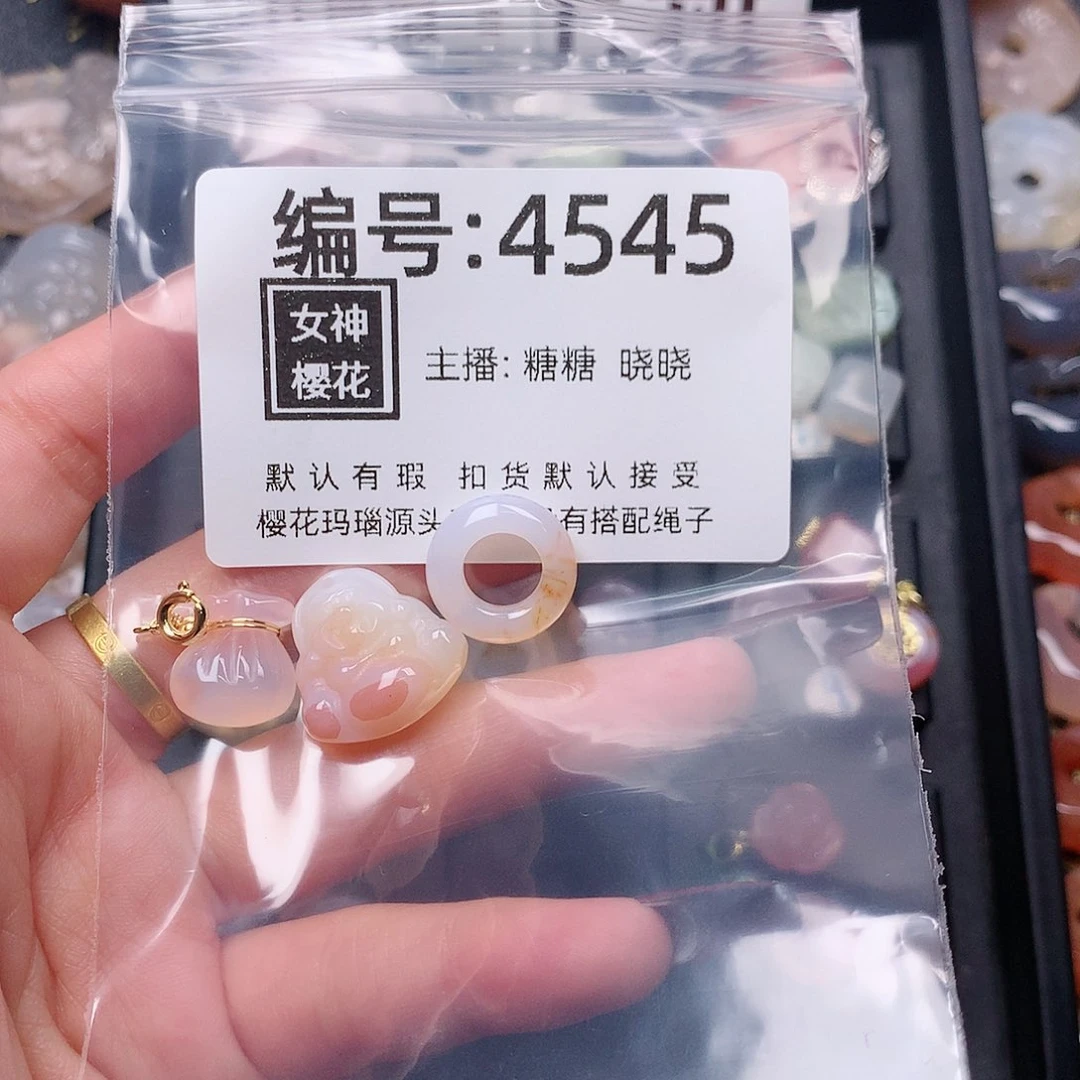 编号:4545
女神
樱花
主播: 糖糖 晓晓
默认有瑕 扣货默认接受
樱花玛瑙源头 有搭配绳子